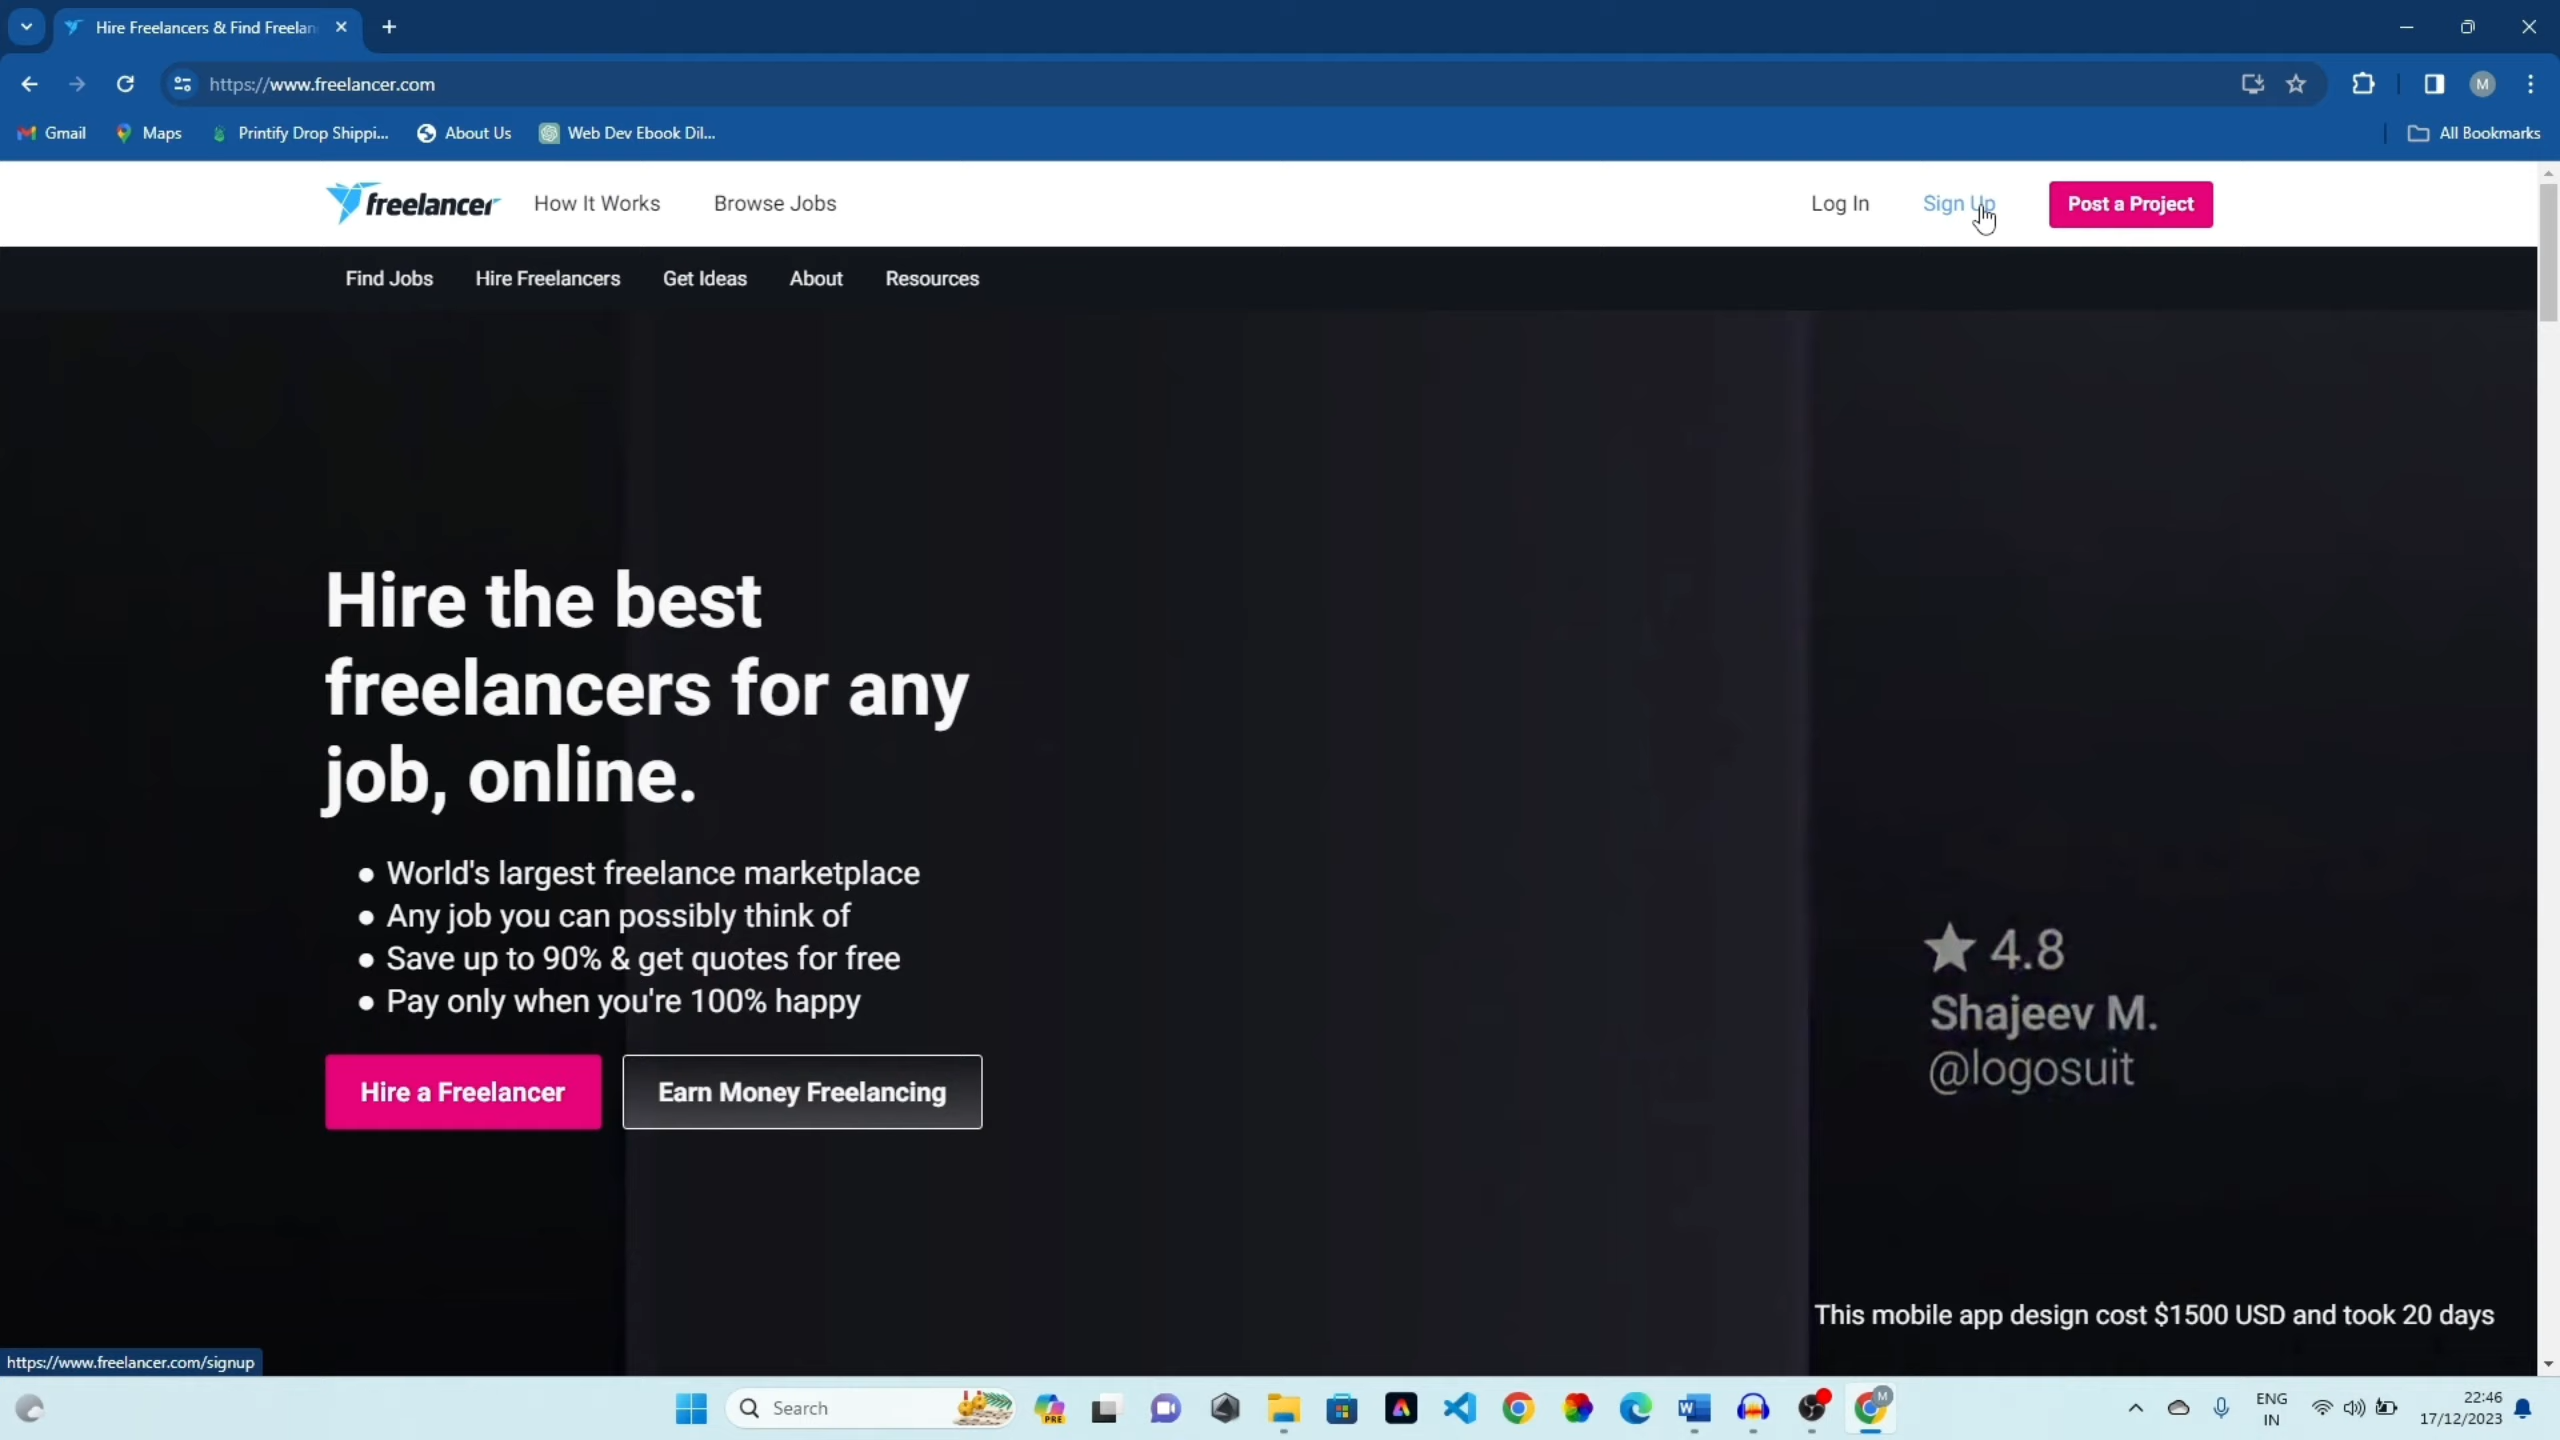 Hire Freelancers & Find Freelan
https://www.freelancer.com
M
Gmail Maps Printify Drop Shippi... About Us Web Dev Ebook Dil... All Bookmarks
freelancer How It Works Browse Jobs Log In Sign Up Post a Project
Find Jobs Hire Freelancers Get Ideas About Resources
Hire the best
freelancers for any
job, online.
• World's largest freelance marketplace
• Any job you can possibly think of
• Save up to 90% & get quotes for free
• Pay only when you're 100% happy
Hire a Freelancer Earn Money Freelancing
4.8
Shajeev M.
@logosuit
This mobile app design cost $1500 USD and took 20 days
https://www.freelancer.com/signup
Search PRE W M
ENG
IN
22:46
17/12/2023